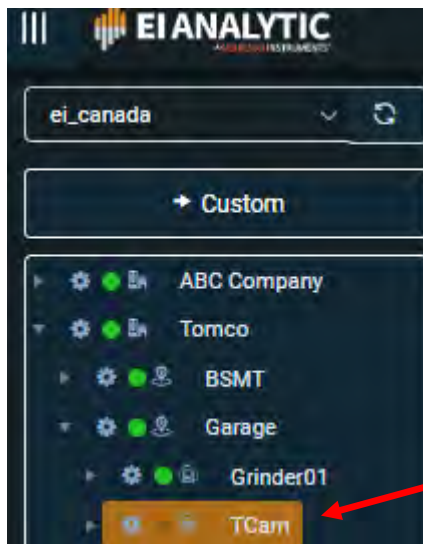 EI ANALYTIC
ei_canada
Custom
ABC Company
Tomco
BSMT
Garage
Grinder01
TCam